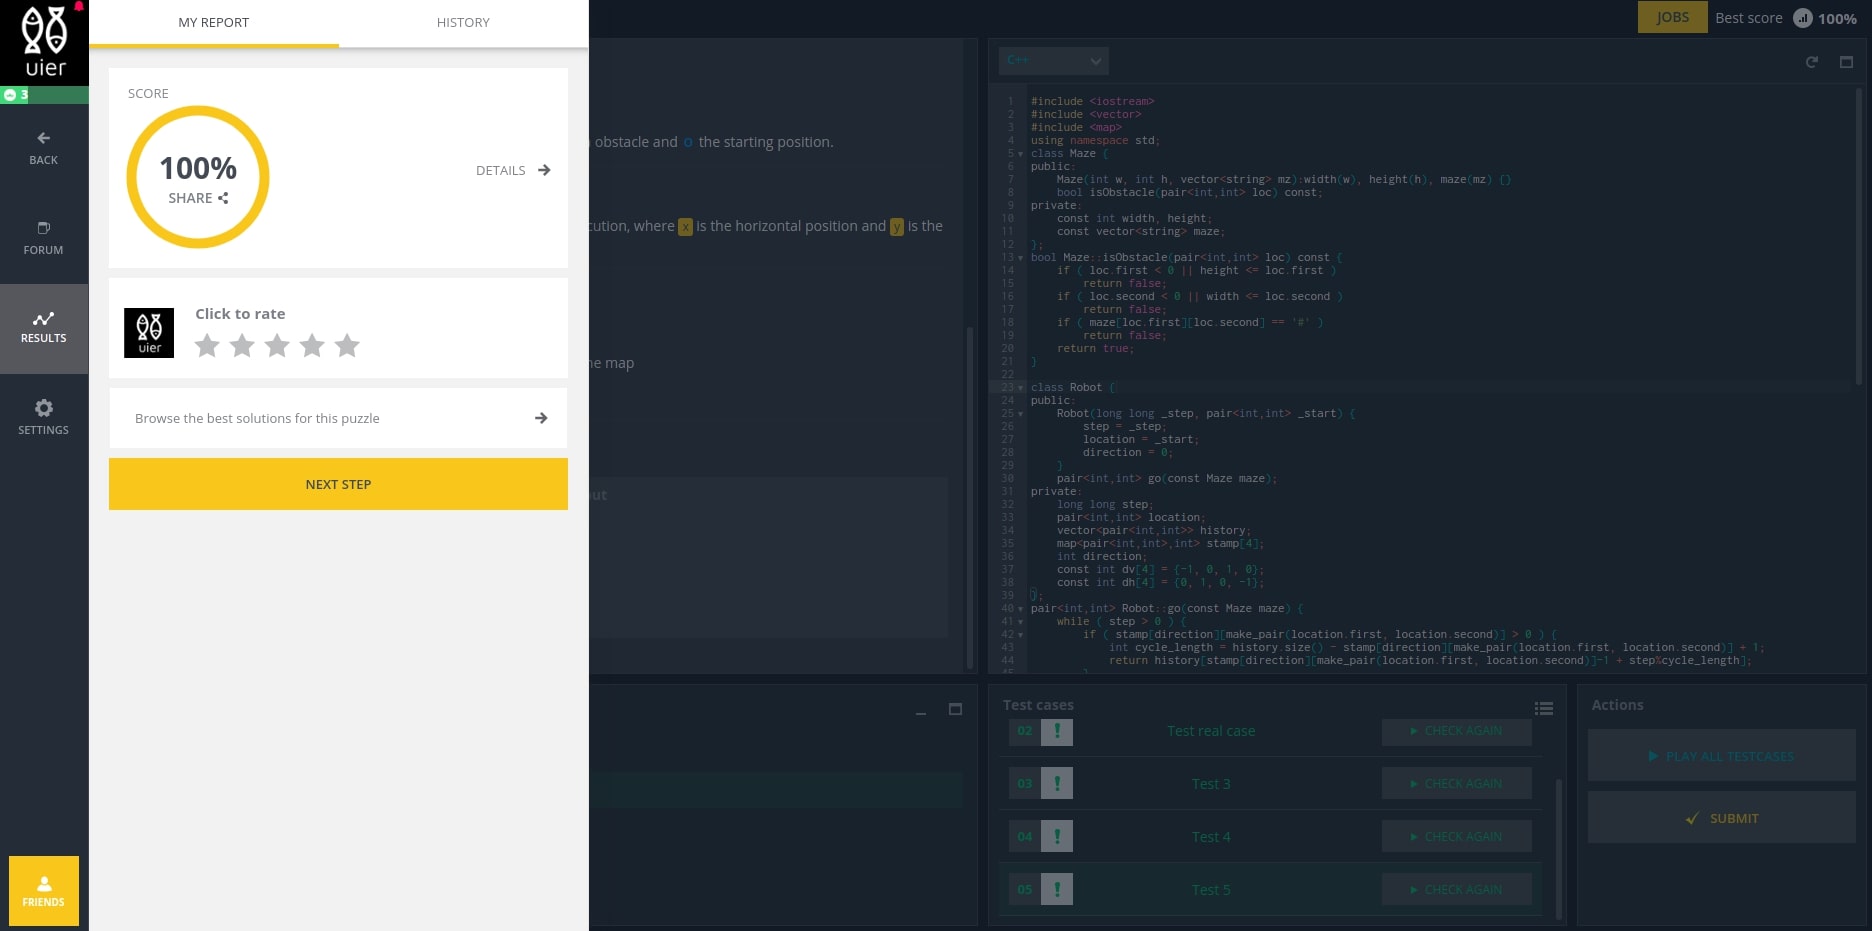 uier
3
BACK
FORUM
RESULTS
SETTINGS
FRIENDS
MY REPORT
HISTORY
SCORE
100%
SHARE
DETAILS
Click to rate
uier
Browse the best solutions for this puzzle
NEXT STEP
obstacle and o the starting position.
where x is the horizontal position and y is the
map
JOBS
Best score
100%
C++
1 #include <iostream>
2 #include <vector>
3 #include <map>
4 using namespace std;
5 class Maze {
6 public:
7 Maze(int w, int h, vector<string> mz):width(w), height(h), maze(mz) {}
8 bool isObstacle(pair<int,int> loc) const;
9 private:
10 const int width, height;
11 const vector<string> maze;
12 };
13 bool Maze::isObstacle(pair<int,int> loc) const {
14 if ( loc.first < 0 || height <= loc.first )
15 return false;
16 if ( loc.second < 0 || width <= loc.second )
17 return false;
18 if ( maze[loc.first][loc.second] == '#' )
19 return false;
20 return true;
21 }
22
23 class Robot {
24 public:
25 Robot(long long _step, pair<int,int> _start) {
26 step = _step;
27 location = _start;
28 direction = 0;
29 }
30 pair<int,int> go(const Maze maze);
31 private:
32 long long step;
33 pair<int,int> location;
34 vector<pair<int,int>> history;
35 map<pair<int,int>,int> stamp[4];
36 int direction;
37 const int dv[4] = {-1, 0, 1, 0};
38 const int dh[4] = {0, 1, 0, -1};
39 };
40 pair<int,int> Robot::go(const Maze maze) {
41 while ( step > 0 ) {
42 if ( stamp[direction][make_pair(location.first, location.second)] > 0 ) {
43 int cycle_length = history.size() - stamp[direction][make_pair(location.first, location.second)] + 1;
44 return history[stamp[direction][make_pair(location.first, location.second)]-1 + step%cycle_length];
Test cases
02 ! Test real case CHECK AGAIN
03 ! Test 3 CHECK AGAIN
04 ! Test 4 CHECK AGAIN
05 ! Test 5 CHECK AGAIN
Actions
PLAY ALL TESTCASES
SUBMIT